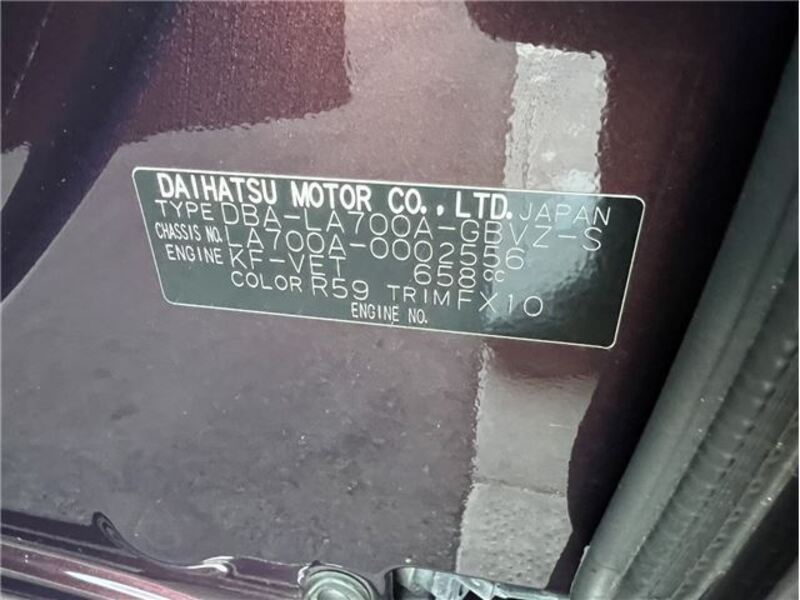 DAIHATSU MOTOR CO., LTD. JAPAN
TYPE DBA-LA700A-GBVZ-S
CHASSIS NO. LA700A-0002556
ENGINE KF-VET 658cc
COLOR R59 TRIM FX10
ENGINE NO.